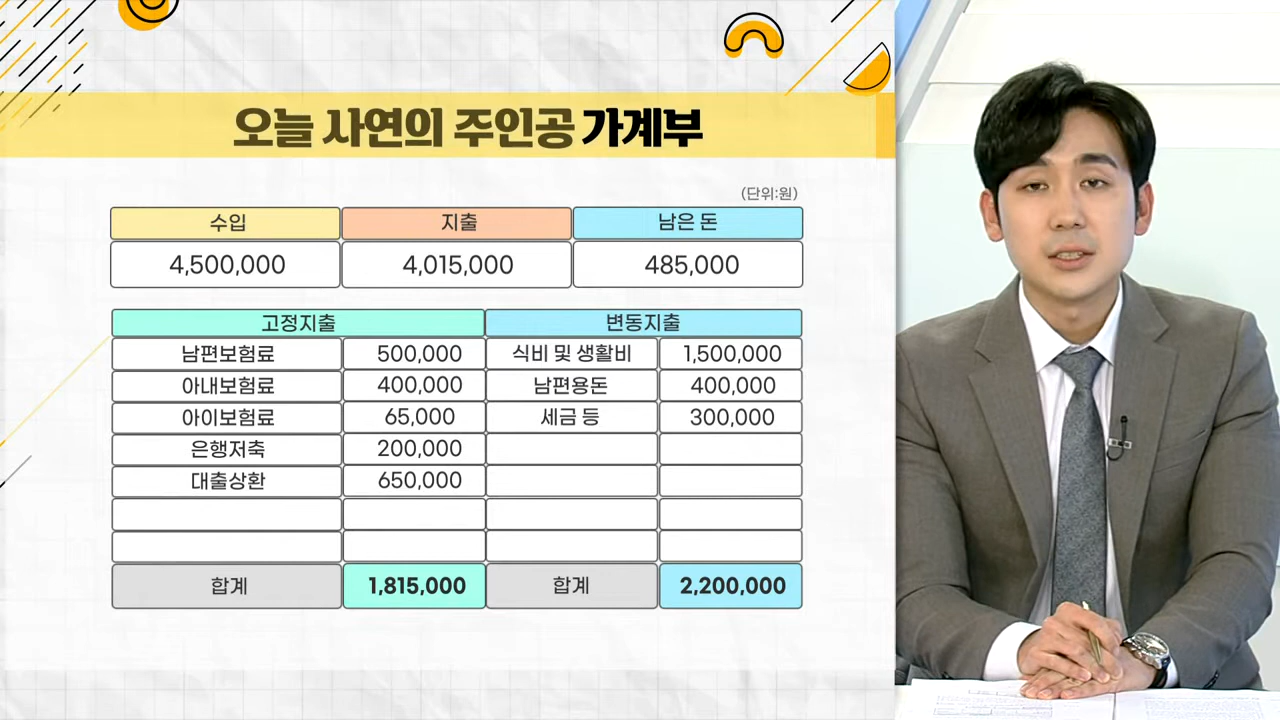 오늘 사연의 주인공 가계부
(단위:원)
수입 지출 남은 돈
4,500,000 4,015,000 485,000
고정지출 변동지출
남편보험료 500,000 식비 및 생활비 1,500,000
아내보험료 400,000 남편용돈 400,000
아이보험료 65,000 세금 등 300,000
은행저축 200,000
대출상환 650,000
합계 1,815,000 합계 2,200,000